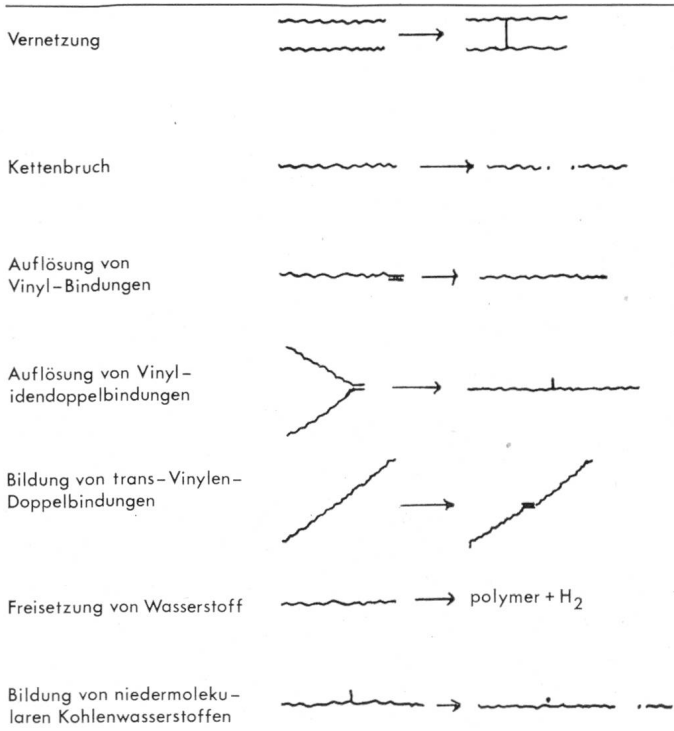 Vernetzung
Kettenbruch
Auflösung von
Vinyl-Bindungen
Auflösung von Vinyl-
idendoppelbindungen
Bildung von trans-Vinylen-
Doppelbindungen
Freisetzung von Wasserstoff
polymer + H₂
Bildung von niedermoleku-
laren Kohlenwasserstoffen